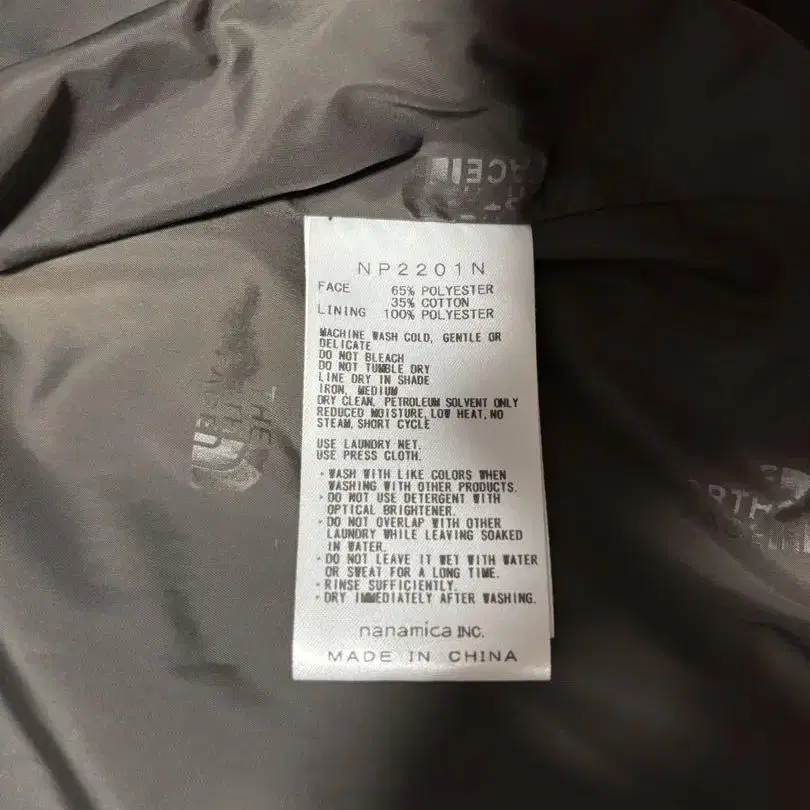 NP2201N
FACE 65% POLYESTER
35% COTTON
LINING 100% POLYESTER
MACHINE WASH COLD, GENTLE OR
DELICATE
DO NOT BLEACH
DO NOT TUMBLE DRY
LINE DRY IN SHADE
IRON, MEDIUM
DRY CLEAN, PETROLEUM SOLVENT ONLY
REDUCED MOISTURE, LOW HEAT, NO
STEAM, SHORT CYCLE
USE LAUNDRY NET.
USE PRESS CLOTH.
・WASH WITH LIKE COLORS WHEN
WASHING WITH OTHER PRODUCTS.
・DO NOT USE DETERGENT WITH
OPTICAL BRIGHTENER.
・DO NOT OVERLAP WITH OTHER
LAUNDRY WHILE LEAVING SOAKED
IN WATER.
・DO NOT LEAVE IT WET WITH WATER
OR SWEAT FOR A LONG TIME.
・RINSE SUFFICIENTLY.
・DRY IMMEDIATELY AFTER WASHING.
nanamica INC.
MADE IN CHINA
THE